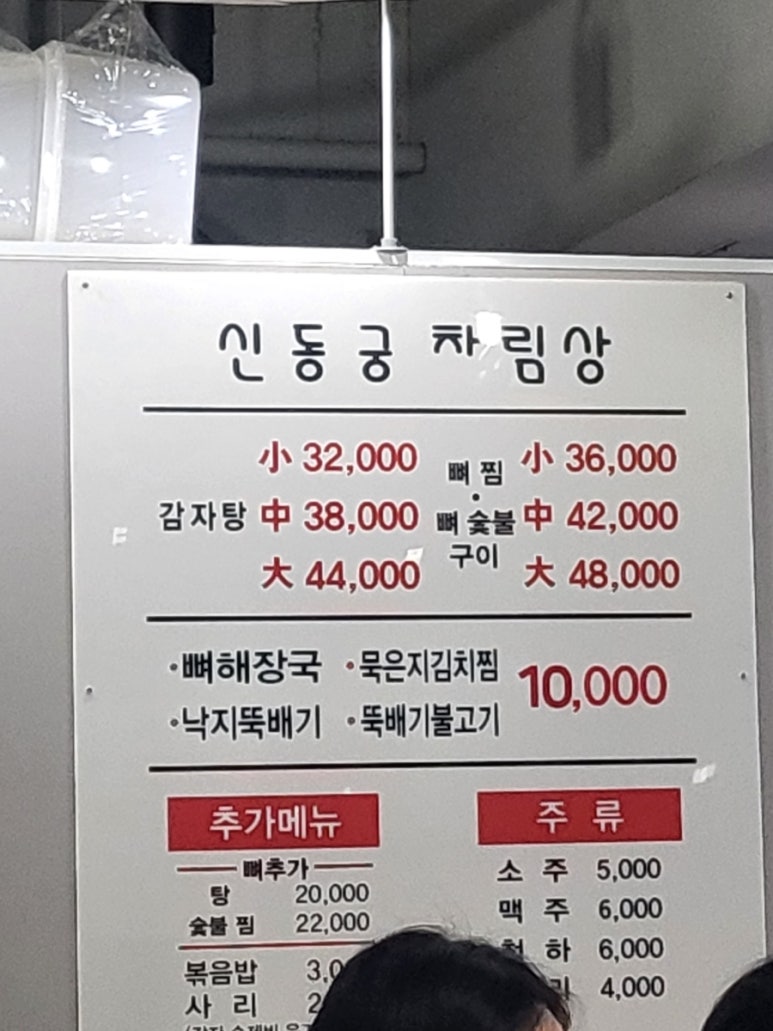 신동궁 차림상
감자탕
小 32,000
中 38,000
大 44,000
뼈찜
·
뼈숯불
구이
小 36,000
中 42,000
大 48,000
·뼈해장국 ·묵은지김치찜
·낙지뚝배기 ·뚝배기불고기
10,000
추가메뉴
뼈추가
탕 20,000
숯불 찜 22,000
볶음밥
사 리
주 류
소 주 5,000
맥 주 6,000
하 6,000
4,000